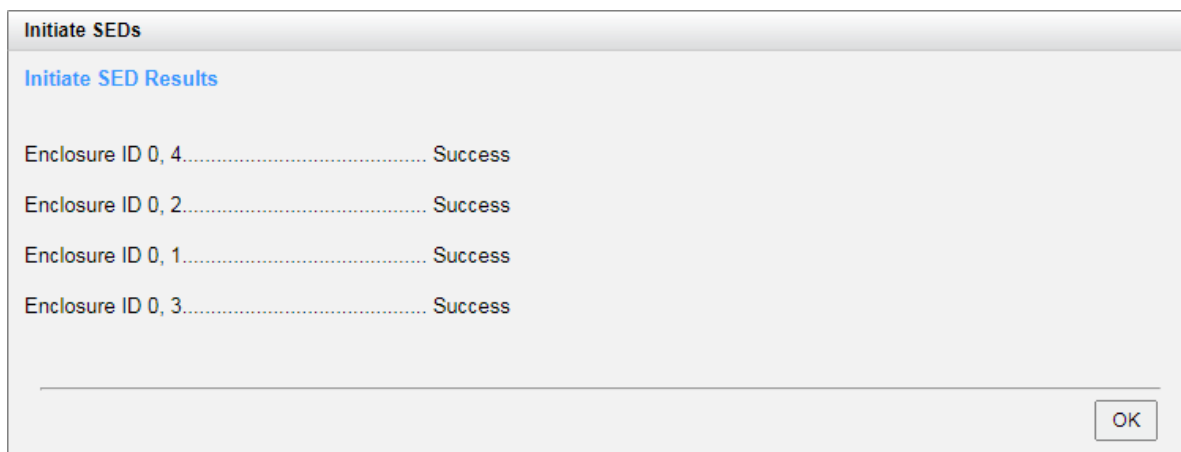 Initiate SEDs
Initiate SED Results
Enclosure ID 0, 4.......................................... Success
Enclosure ID 0, 2.......................................... Success
Enclosure ID 0, 1.......................................... Success
Enclosure ID 0, 3.......................................... Success
OK